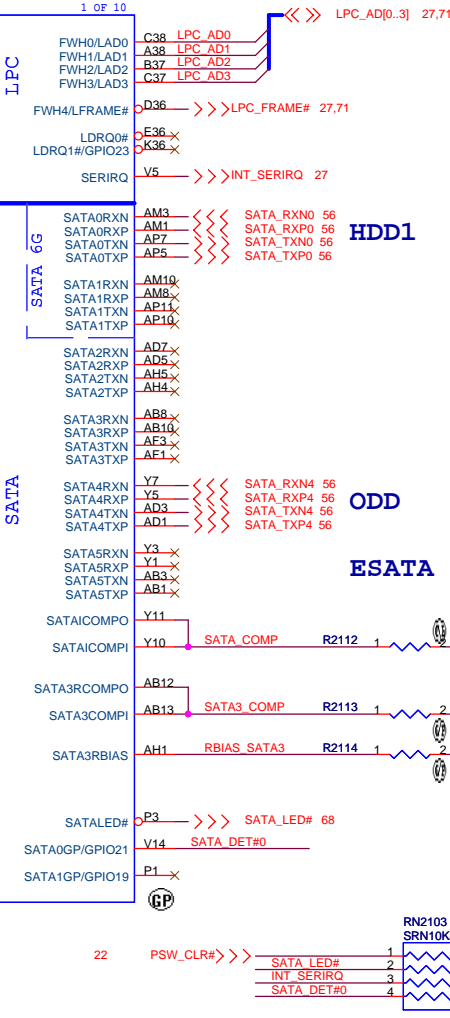 1 OF 10
LPC
FWH0/LAD0 C38 LPC_AD0
FWH1/LAD1 A38 LPC_AD1
FWH2/LAD2 B37 LPC_AD2
FWH3/LAD3 C37 LPC_AD3
LPC_AD[0..3] 27,71
FWH4/LFRAME# D36 LPC_FRAME# 27,71
LDRQ0# E36
LDRQ1#/GPIO23 K36
SERIRQ V5 INT_SERIRQ 27
SATA 6G
SATA0RXN AM3 SATA_RXN0 56
SATA0RXP AM1 SATA_RXP0 56
SATA0TXN AP7 SATA_TXN0 56
SATA0TXP AP5 SATA_TXP0 56
HDD1
SATA1RXN AM10
SATA1RXP AM8
SATA1TXN AP11
SATA1TXP AP10
SATA2RXN AD7
SATA2RXP AD5
SATA2TXN AH5
SATA2TXP AH4
SATA3RXN AB8
SATA3RXP AB10
SATA3TXN AF3
SATA3TXP AF1
SATA
SATA4RXN Y7 SATA_RXN4 56
SATA4RXP Y5 SATA_RXP4 56
SATA4TXN AD3 SATA_TXN4 56
SATA4TXP AD1 SATA_TXP4 56
ODD
SATA5RXN Y3
SATA5RXP Y1
SATA5TXN AB3
SATA5TXP AB1
ESATA
SATAICOMPO Y11
SATAICOMPI Y10 SATA_COMP R2112 1 2
SATA3RCOMPO AB12
SATA3COMPI AB13 SATA3_COMP R2113 1 2
SATA3RBIAS AH1 RBIAS_SATA3 R2114 1 2
SATALED# P3 SATA_LED# 68
SATA0GP/GPIO21 V14 SATA_DET#0
SATA1GP/GPIO19 P1
GP
RN2103
SRN10K
22 PSW_CLR# 1
SATA_LED# 2
INT_SERIRQ 3
SATA_DET#0 4